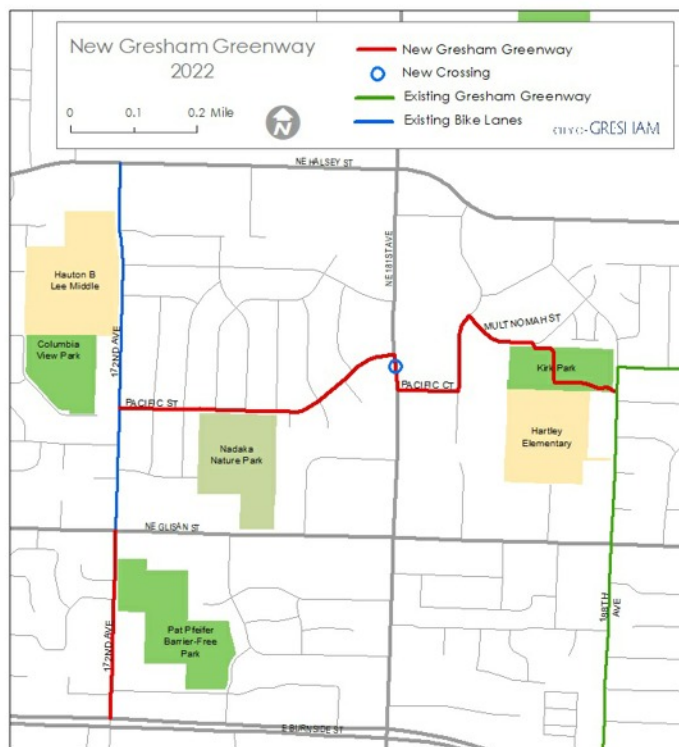 New Gresham Greenway
2022
0 0.1 0.2 Mile
N
New Gresham Greenway
New Crossing
Existing Gresham Greenway
Existing Bike Lanes
GRESHAM
NE HALSEY ST
NE 181ST AVE
Hauton B
Lee Middle
172ND AVE
Columbia
View Park
MULTNOMAH ST
Kirk Park
PACIFIC CT
PACIFIC ST
Hartley
Elementary
Nadaka
Nature Park
NE GLISAN ST
188TH
AVE
172ND AVE
Pat Pfeifer
Barrier-Free
Park
E BURNSIDE ST